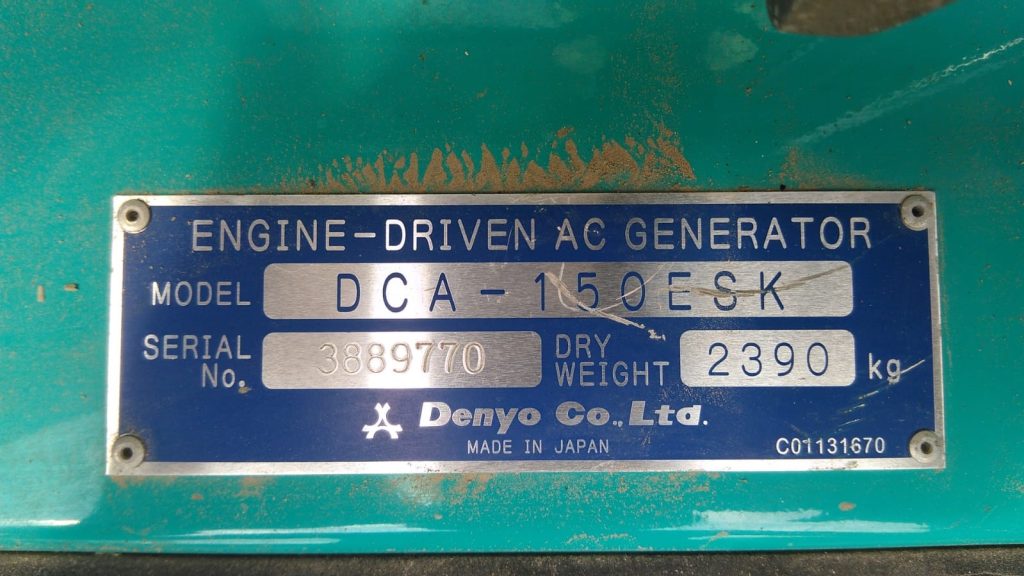 ENGINE-DRIVEN AC GENERATOR
MODEL DCA-150ESK
SERIAL No. 3889770 DRY WEIGHT 2390 kg
Denyo Co., Ltd.
MADE IN JAPAN C01131670